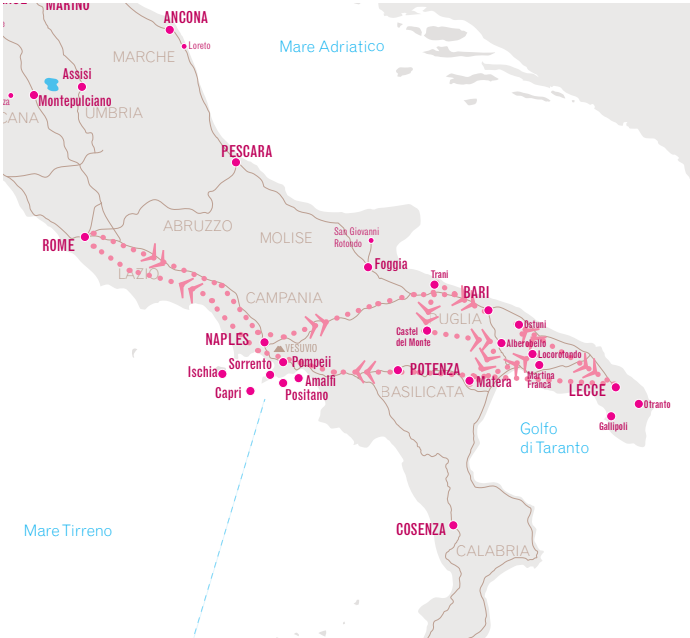 MARINO
ANCONA
Loreto
Mare Adriatico
MARCHE
Assisi
Montepulciano
za
CANA
UMBRIA
PESCARA
ABRUZZO
San Giovanni
Rotondo
MOLISE
ROME
Foggia
LAZIO
Trani
CAMPANIA
BARI
UGLIA
Ostuni
Castel
del Monte
NAPLES
VESUVIO
Alberobello
Locorotondo
Ischia
Sorrento
Pompeii
POTENZA
Martina
Franca
Amalfi
Matera
Capri
Positano
BASILICATA
LECCE
Otranto
Gallipoli
Golfo
di Taranto
Mare Tirreno
COSENZA
CALABRIA